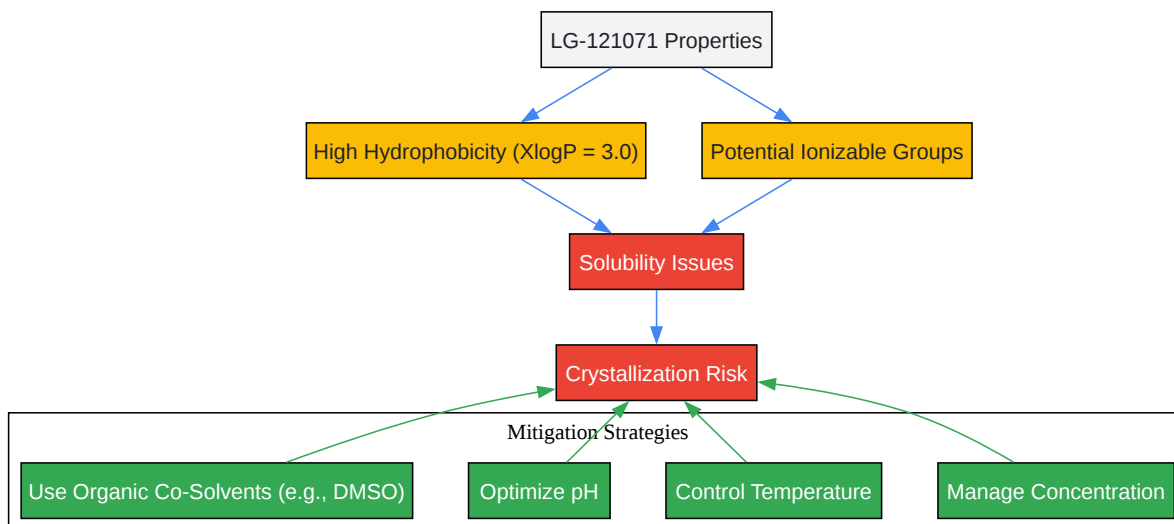 LG-121071 Properties
High Hydrophobicity (XlogP = 3.0)
Potential Ionizable Groups
Solubility Issues
Crystallization Risk
Mitigation Strategies
Use Organic Co-Solvents (e.g., DMSO)
Optimize pH
Control Temperature
Manage Concentration